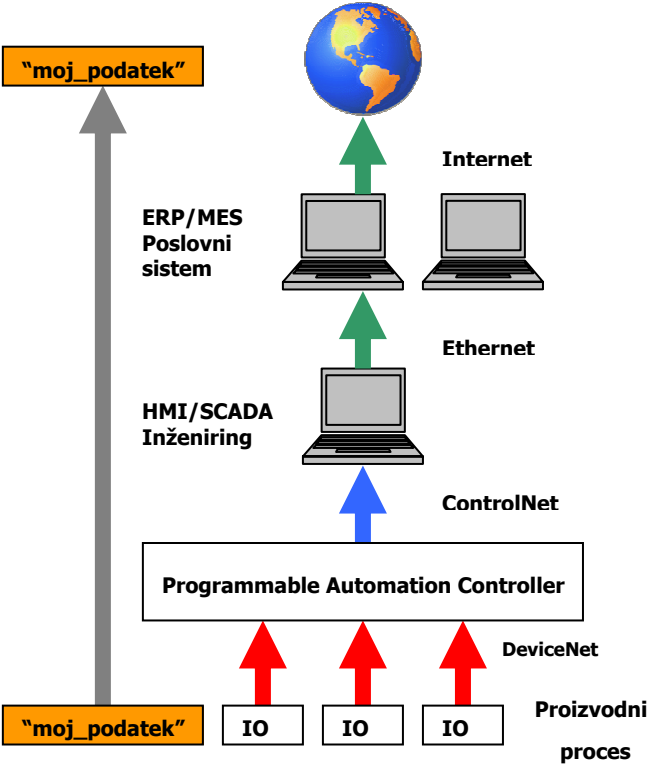 “moj_podatek”
Internet
ERP/MES
Poslovni
sistem
Ethernet
HMI/SCADA
Inženiring
ControlNet
Programmable Automation Controller
DeviceNet
“moj_podatek”
IO
IO
IO
Proizvodni
proces